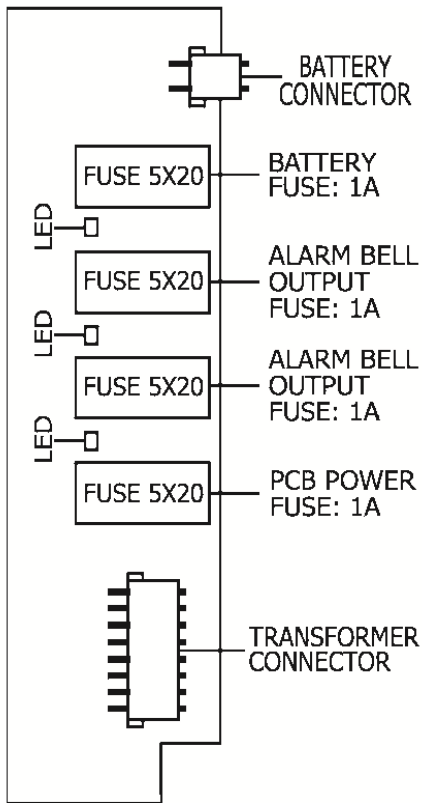 BATTERY
CONNECTOR
FUSE 5X20
BATTERY
FUSE: 1A
LED
FUSE 5X20
ALARM BELL
OUTPUT
FUSE: 1A
LED
FUSE 5X20
ALARM BELL
OUTPUT
FUSE: 1A
LED
FUSE 5X20
PCB POWER
FUSE: 1A
TRANSFORMER
CONNECTOR